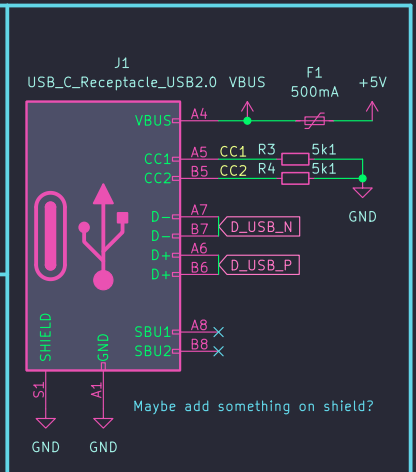 J1
USB_C_Receptacle_USB2.0
VBUS
F1
500mA
+5V
VBUS A4
CC1 A5 CC1 R3 5k1
CC2 B5 CC2 R4 5k1
GND
D- A7
D- B7 D_USB_N
D+ A6
D+ B6 D_USB_P
SBU1 A8
SBU2 B8
SHIELD
GND
S1
A1
Maybe add something on shield?
GND
GND